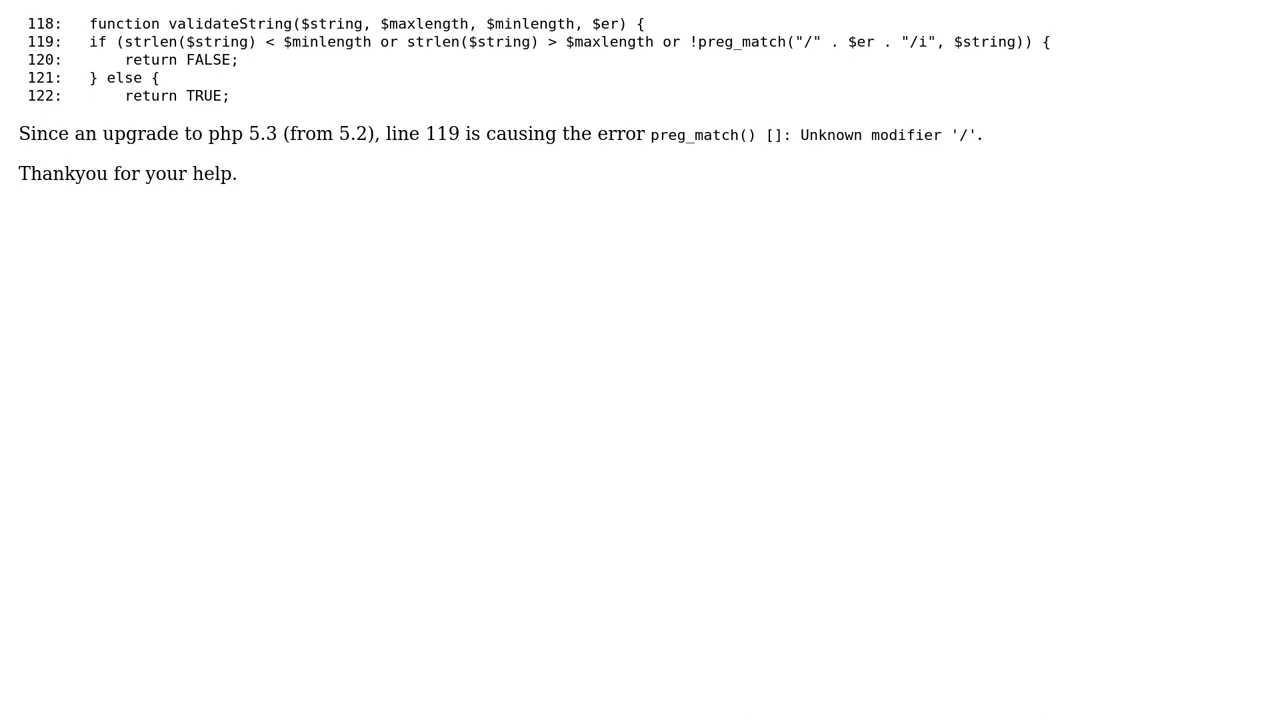 118:   function validateString($string, $maxlength, $minlength, $er) {
119:   if (strlen($string) < $minlength or strlen($string) > $maxlength or !preg_match("/" . $er . "/i", $string)) {
120:       return FALSE;
121:   } else {
122:       return TRUE;
Since an upgrade to php 5.3 (from 5.2), line 119 is causing the error preg_match() []: Unknown modifier '/'.
Thankyou for your help.